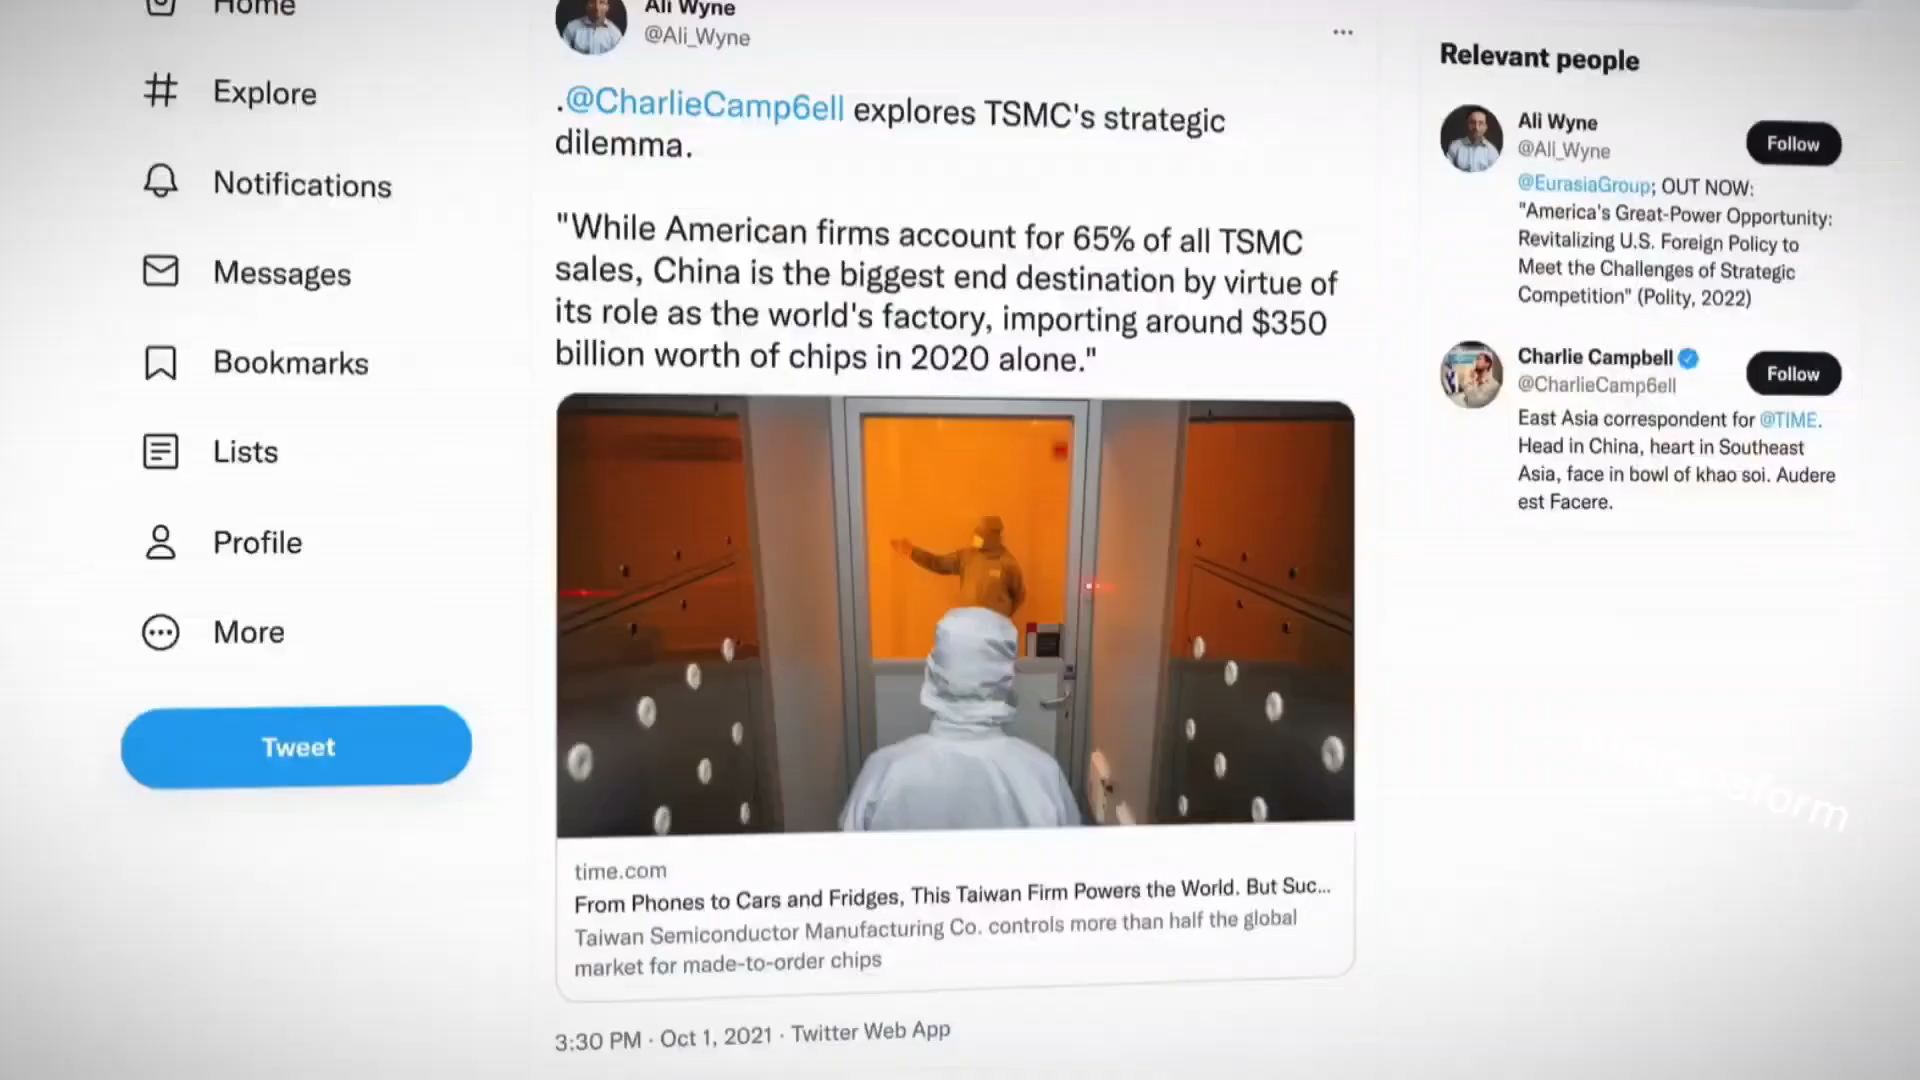 Home
Explore
Notifications
Messages
Bookmarks
Lists
Profile
More
Tweet
Ali Wyne
@Ali_Wyne
.@CharlieCamp6ell explores TSMC's strategic
dilemma.
"While American firms account for 65% of all TSMC
sales, China is the biggest end destination by virtue of
its role as the world's factory, importing around $350
billion worth of chips in 2020 alone."
time.com
From Phones to Cars and Fridges, This Taiwan Firm Powers the World. But Suc...
Taiwan Semiconductor Manufacturing Co. controls more than half the global
market for made-to-order chips
3:30 PM · Oct 1, 2021 · Twitter Web App
Relevant people
Ali Wyne
@Ali_Wyne
Follow
@EurasiaGroup; OUT NOW:
"America's Great-Power Opportunity:
Revitalizing U.S. Foreign Policy to
Meet the Challenges of Strategic
Competition" (Polity, 2022)
Charlie Campbell
@CharlieCamp6ell
Follow
East Asia correspondent for @TIME.
Head in China, heart in Southeast
Asia, face in bowl of khao soi. Audere
est Facere.